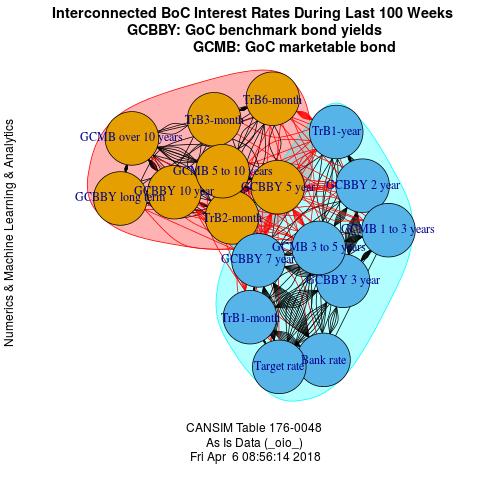 Interconnected BoC Interest Rates During Last 100 Weeks
GCBBY: GoC benchmark bond yields
GCMB: GoC marketable bond
Numerics & Machine Learning & Analytics
TrB6-month
TrB3-month
TrB1-year
GCMB over 10 years
GCMB 5 to 10 years
GCBBY 2 year
GCBBY 5 year
GCBBY 10 year
GCBBY long term
TrB2-month
GCMB 1 to 3 years
GCMB 3 to 5 years
GCBBY 7 year
GCBBY 3 year
TrB1-month
Bank rate
Target rate
CANSIM Table 176-0048
As Is Data (_oio_)
Fri Apr 6 08:56:14 2018